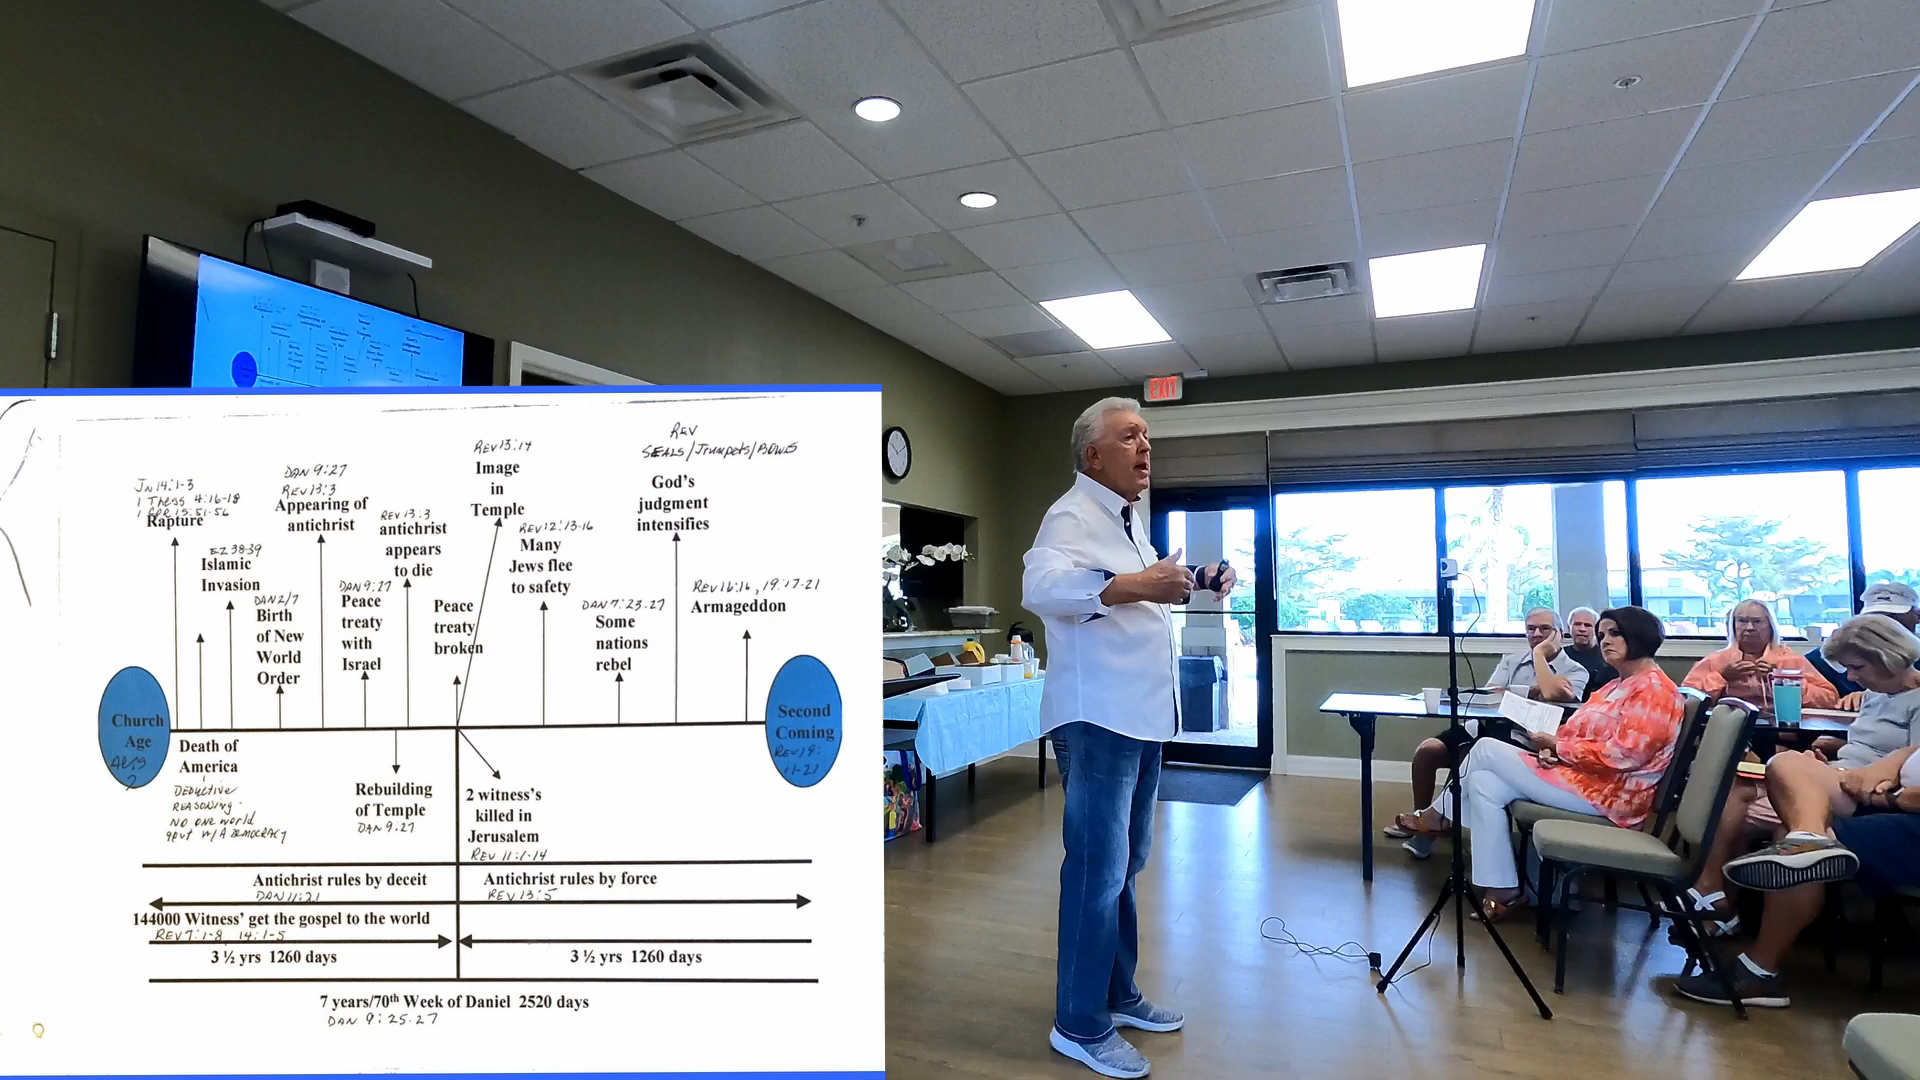 EXIT
REV
SEALS/Trumpets/BOWLS
God's
judgment
intensifies
REV 13:14
Image
in
Temple
DAN 9:27
REV 13:3
Appearing of
antichrist
JN 14:1-3
1 Thess 4:16-18
1 COR 15:51-56
Rapture
REV 13:3
antichrist
appears
to die
REV 12:13-16
Many
Jews flee
to safety
EZ 38-39
Islamic
Invasion
DAN 2/7
Birth
of New
World
Order
DAN 9:27
Peace
treaty
with
Israel
Peace
treaty
broken
DAN 7:23-27
Some
nations
rebel
REV 16:16, 19:17-21
Armageddon
Church
Age
ACTS
2
Second
Coming
REV 19:
11-21
Death of
America
DEDUCTIVE
REASONING-
NO ONE WORLD
GOVT W/A DEMOCRACY
Rebuilding
of Temple
DAN 9:27
2 witness's
killed in
Jerusalem
REV 11:1-14
Antichrist rules by deceit
DAN 11:21
Antichrist rules by force
REV 13:5
144000 Witness' get the gospel to the world
REV 7:1-8 14:1-5
3 ½ yrs 1260 days
3 ½ yrs 1260 days
7 years/70th Week of Daniel 2520 days
DAN 9:25-27